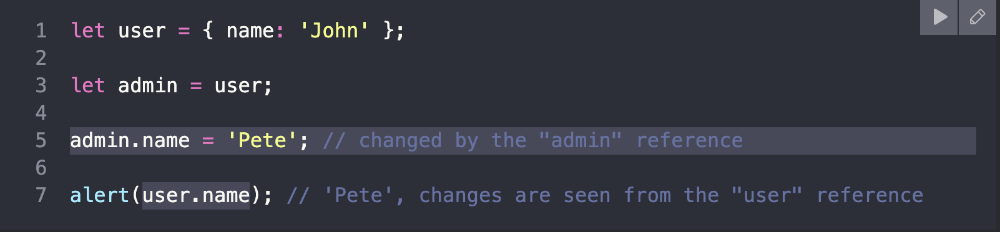 1 let user = { name: 'John' };
2
3 let admin = user;
4
5 admin.name = 'Pete'; // changed by the "admin" reference
6
7 alert(user.name); // 'Pete', changes are seen from the "user" reference